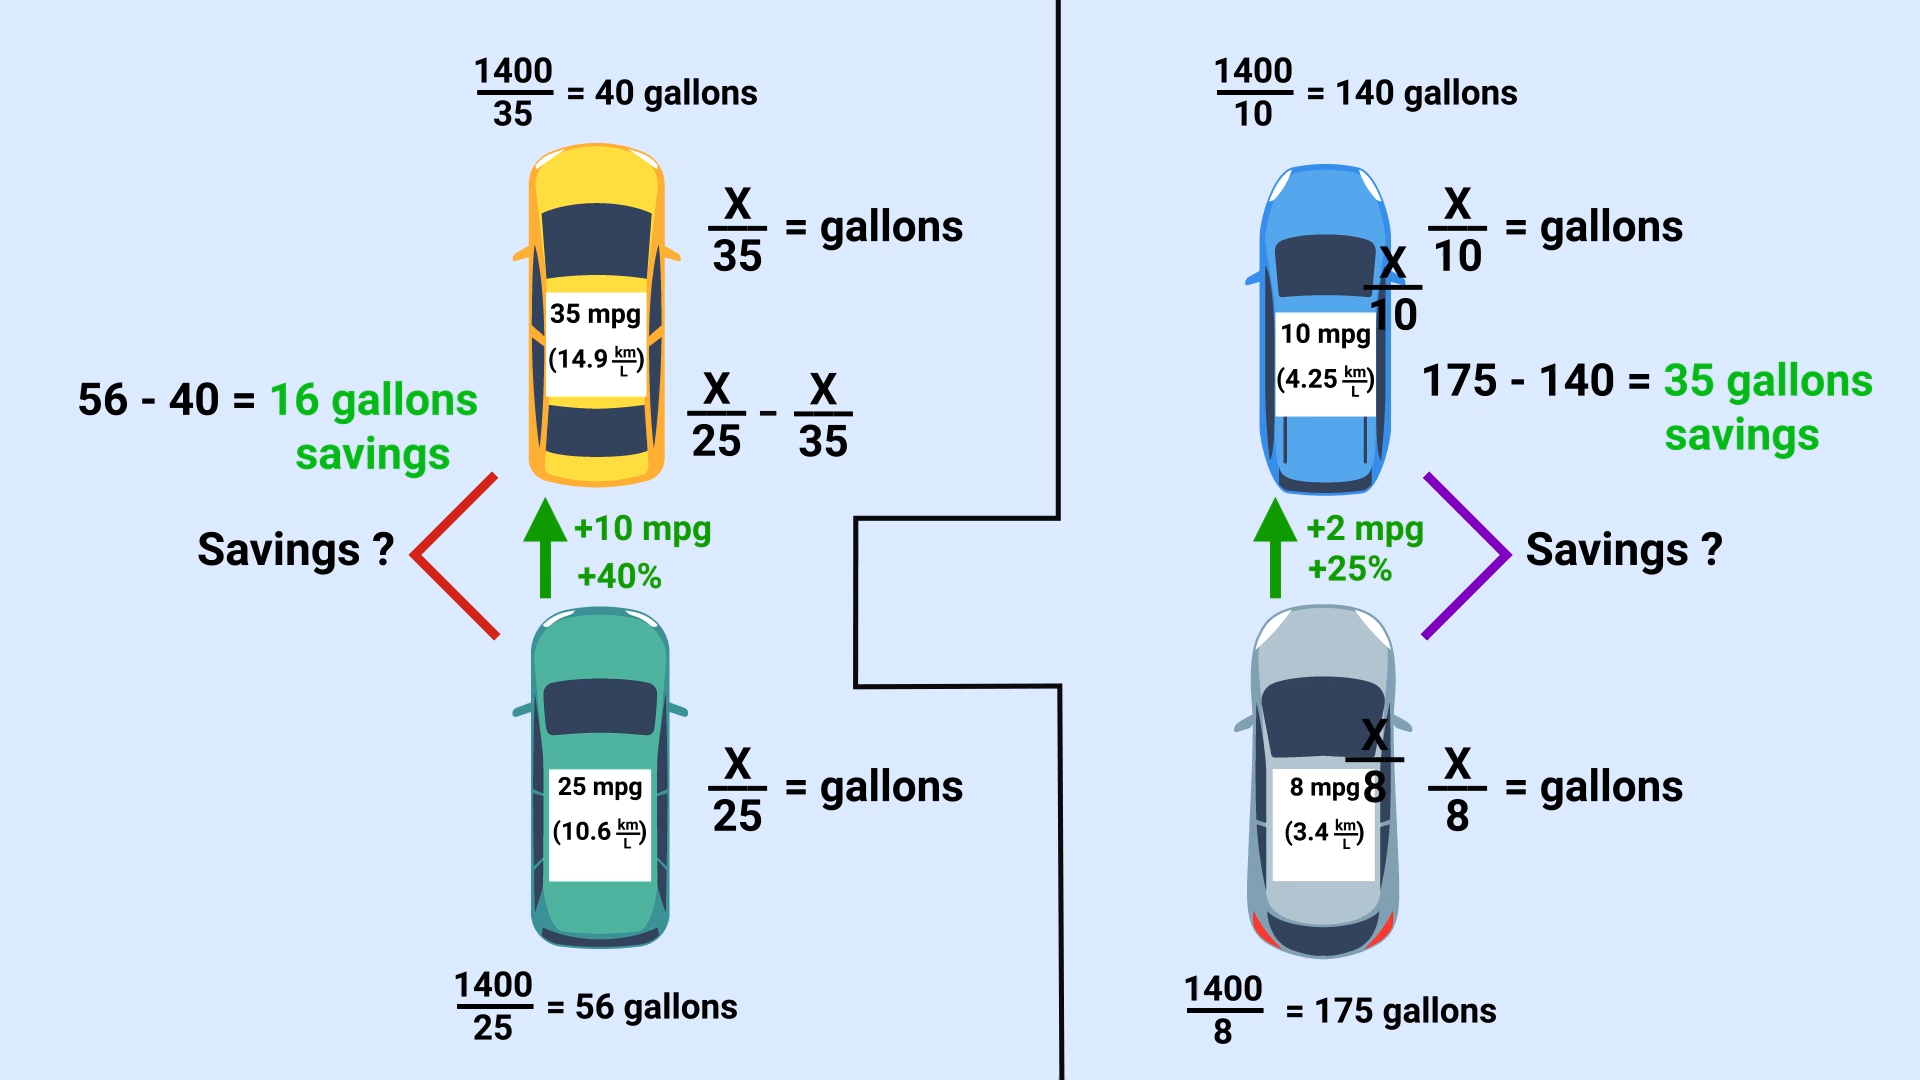 1400
35
= 40 gallons
X
35
= gallons
35 mpg
(14.9 km/L)
56 - 40 = 16 gallons
savings
X
25
-
X
35
Savings ?
+10 mpg
+40%
25 mpg
(10.6 km/L)
X
25
= gallons
1400
25
= 56 gallons
1400
10
= 140 gallons
X
10
= gallons
X
10
10 mpg
(4.25 km/L)
175 - 140 = 35 gallons
savings
+2 mpg
+25%
Savings ?
X
8
8 mpg
(3.4 km/L)
X
8
= gallons
1400
8
= 175 gallons